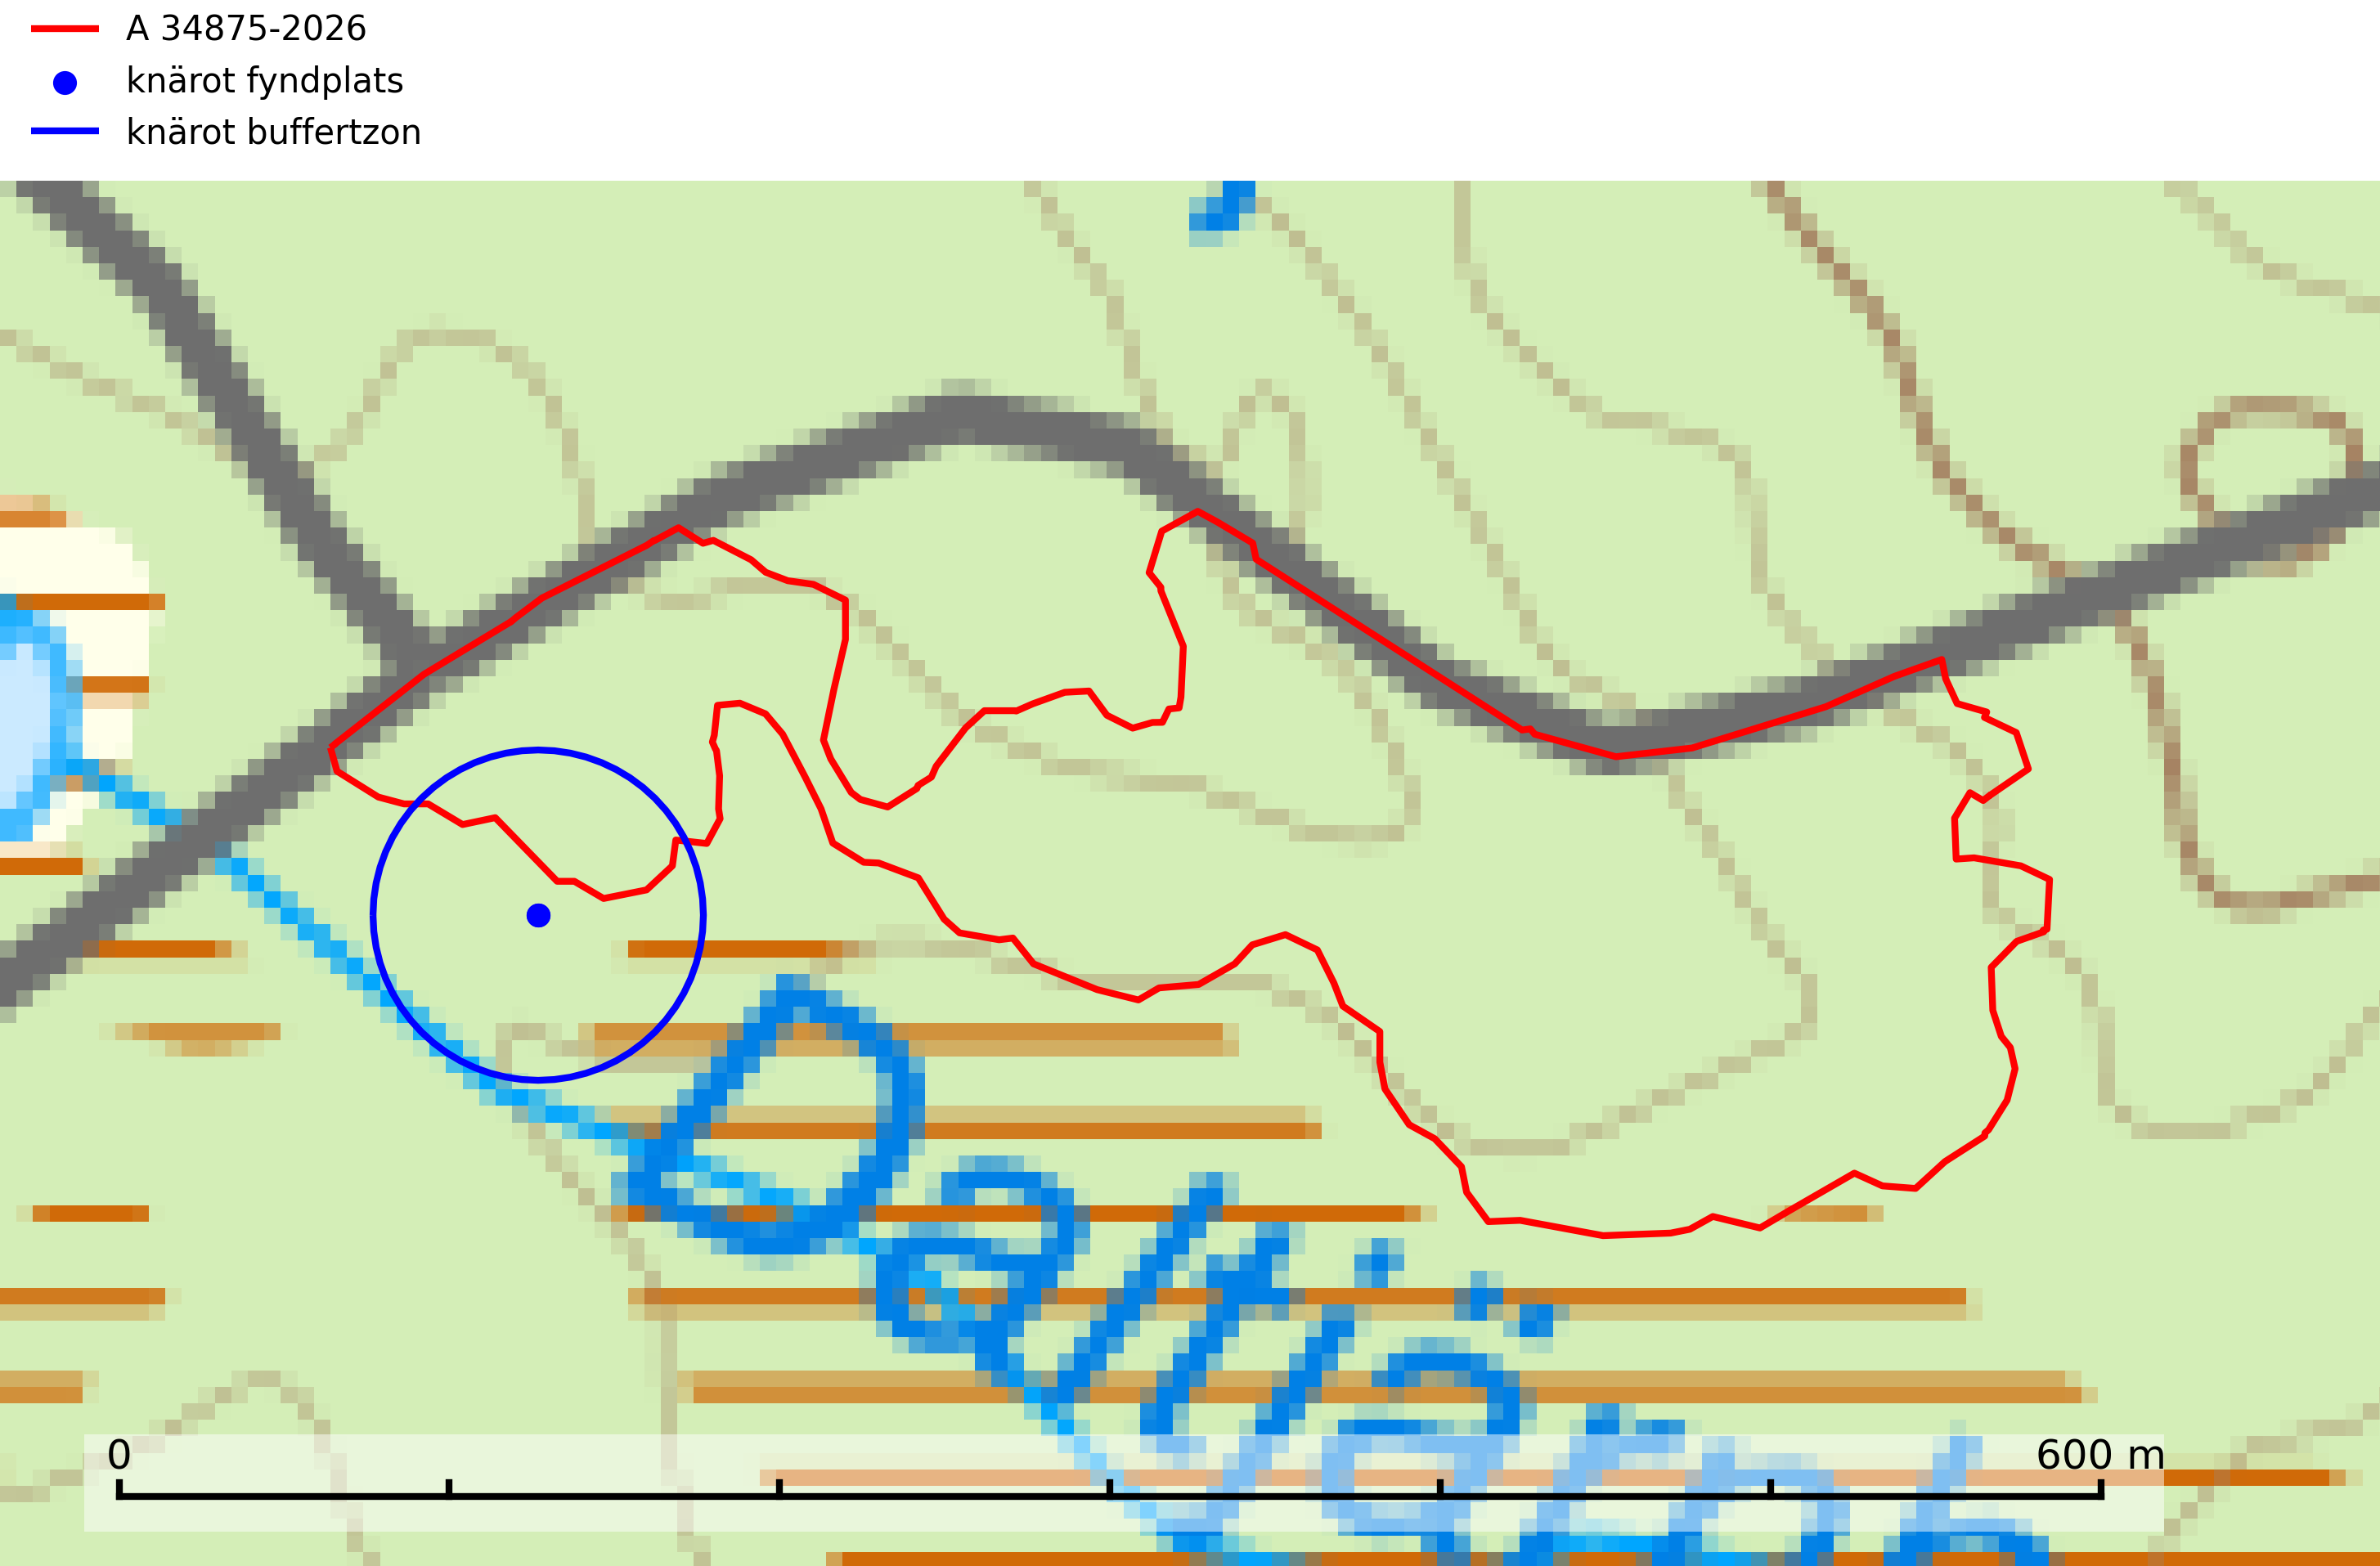 A 34875-2026
knärot fyndplats
knärot buffertzon
0 600 m